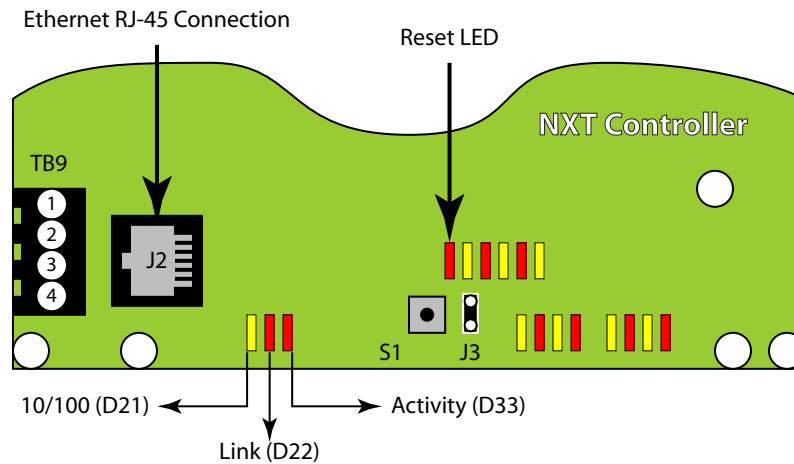 Ethernet RJ-45 Connection
Reset LED
NXT Controller
TB9
1
2
3
4
J2
S1
J3
10/100 (D21)
Activity (D33)
Link (D22)